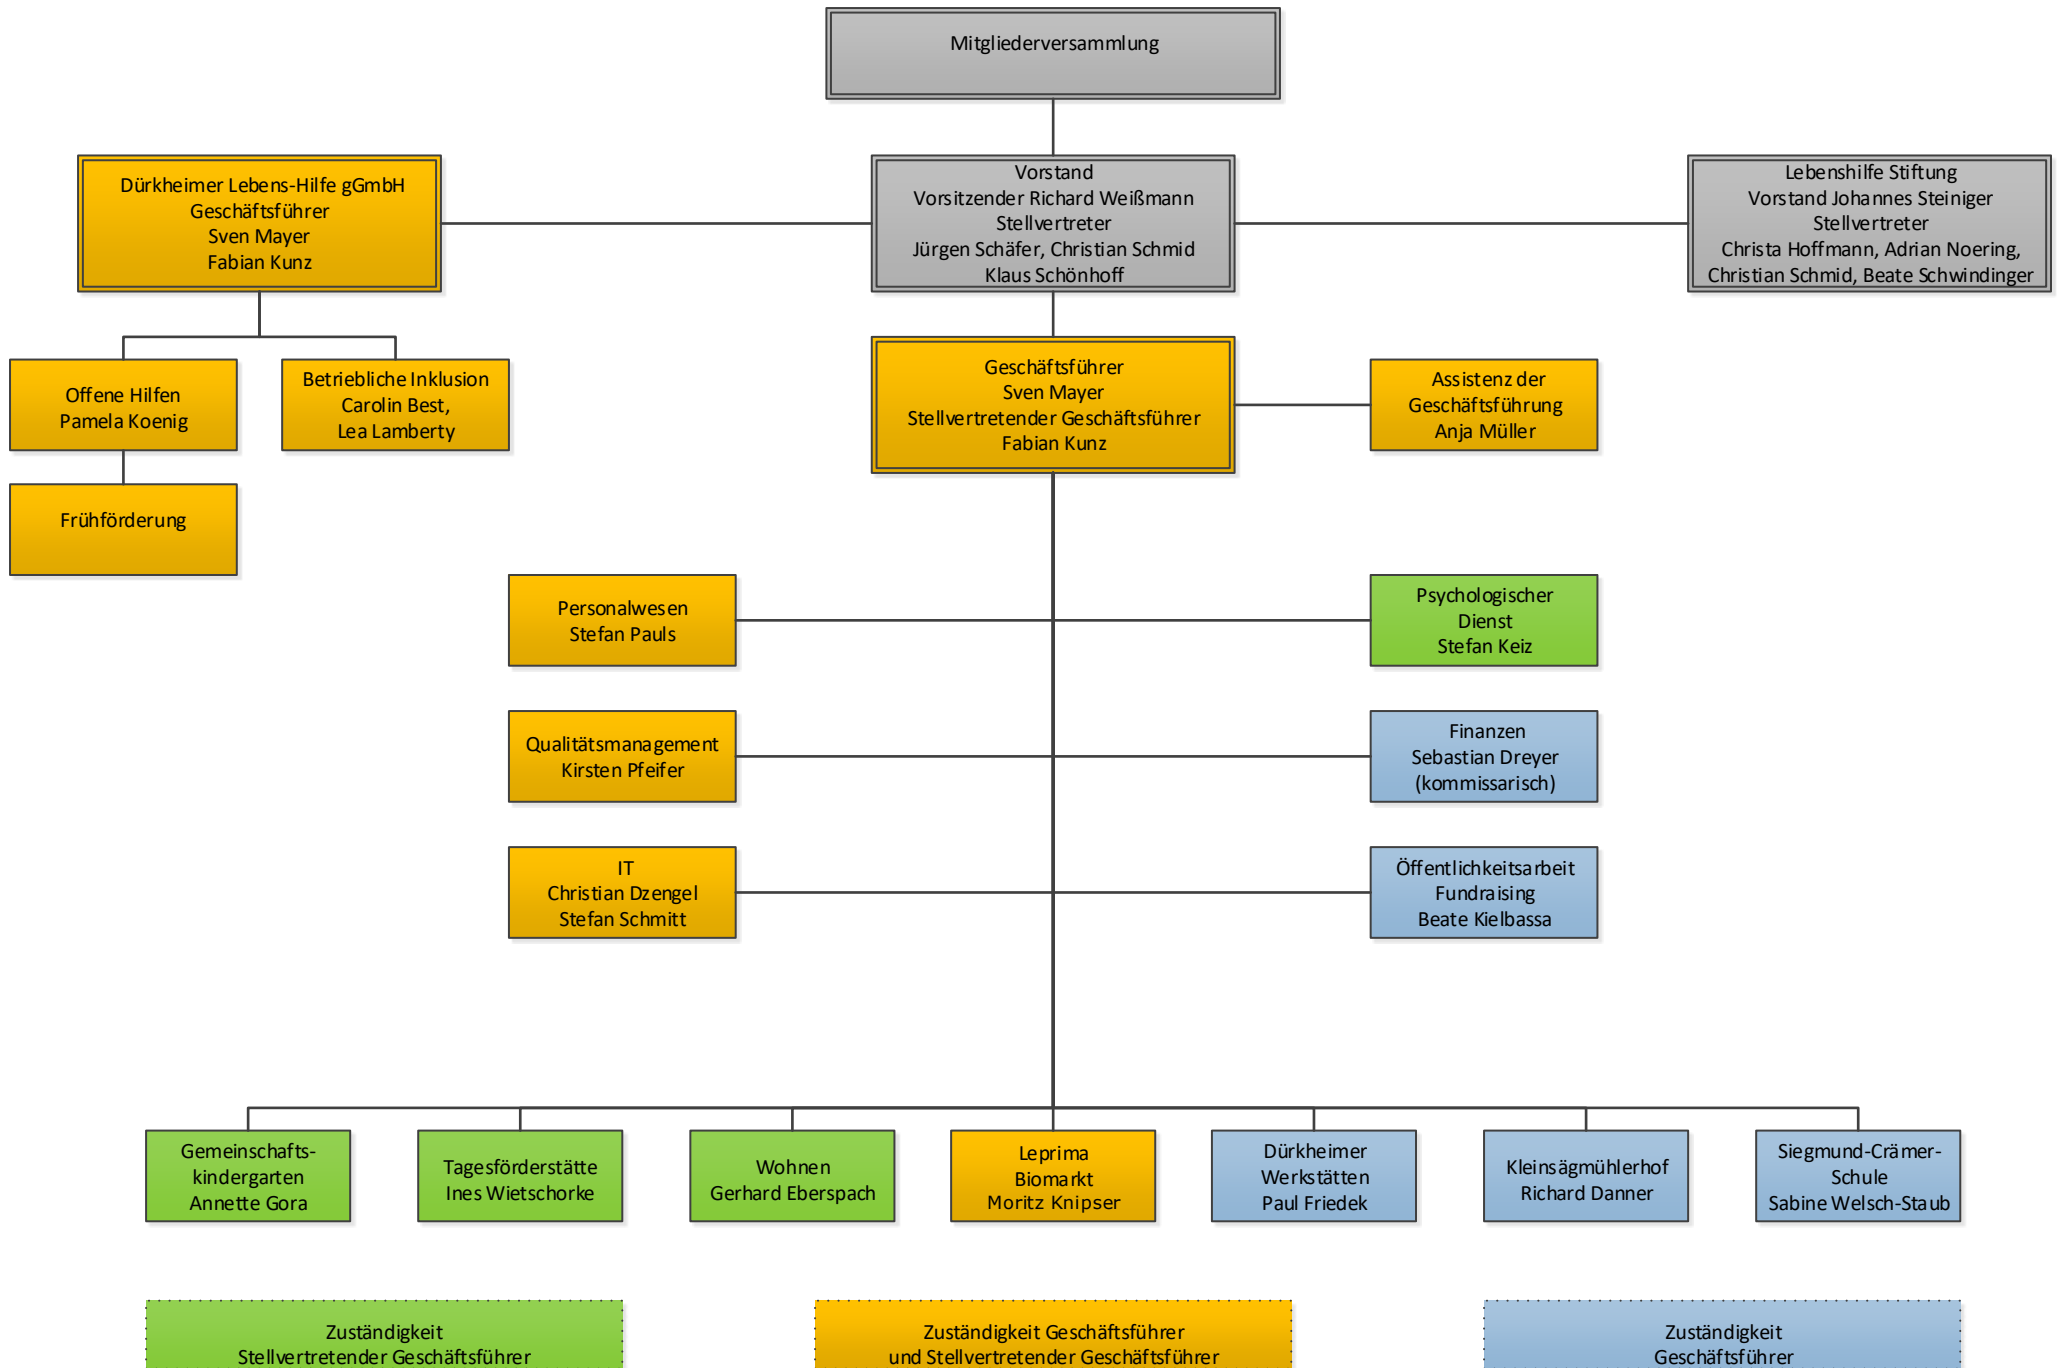 Mitgliederversammlung
Dürkheimer Lebens-Hilfe gGmbH
Geschäftsführer
Sven Mayer
Fabian Kunz
Vorstand
Vorsitzender Richard Weißmann
Stellvertreter
Jürgen Schäfer, Christian Schmid
Klaus Schönhoff
Lebenshilfe Stiftung
Vorstand Johannes Steiniger
Stellvertreter
Christa Hoffmann, Adrian Noering,
Christian Schmid, Beate Schwindinger
Offene Hilfen
Pamela Koenig
Betriebliche Inklusion
Carolin Best,
Lea Lamberty
Geschäftsführer
Sven Mayer
Stellvertretender Geschäftsführer
Fabian Kunz
Assistenz der
Geschäftsführung
Anja Müller
Frühförderung
Personalwesen
Stefan Pauls
Psychologischer
Dienst
Stefan Keiz
Qualitätsmanagement
Kirsten Pfeifer
Finanzen
Sebastian Dreyer
(kommissarisch)
IT
Christian Dzengel
Stefan Schmitt
Öffentlichkeitsarbeit
Fundraising
Beate Kielbassa
Gemeinschafts-
kindergarten
Annette Gora
Tagesförderstätte
Ines Wietschorke
Wohnen
Gerhard Eberspach
Leprima
Biomarkt
Moritz Knipser
Dürkheimer
Werkstätten
Paul Friedek
Kleinsägmühlerhof
Richard Danner
Siegmund-Crämer-
Schule
Sabine Welsch-Staub
Zuständigkeit
Stellvertretender Geschäftsführer
Zuständigkeit Geschäftsführer
und Stellvertretender Geschäftsführer
Zuständigkeit
Geschäftsführer